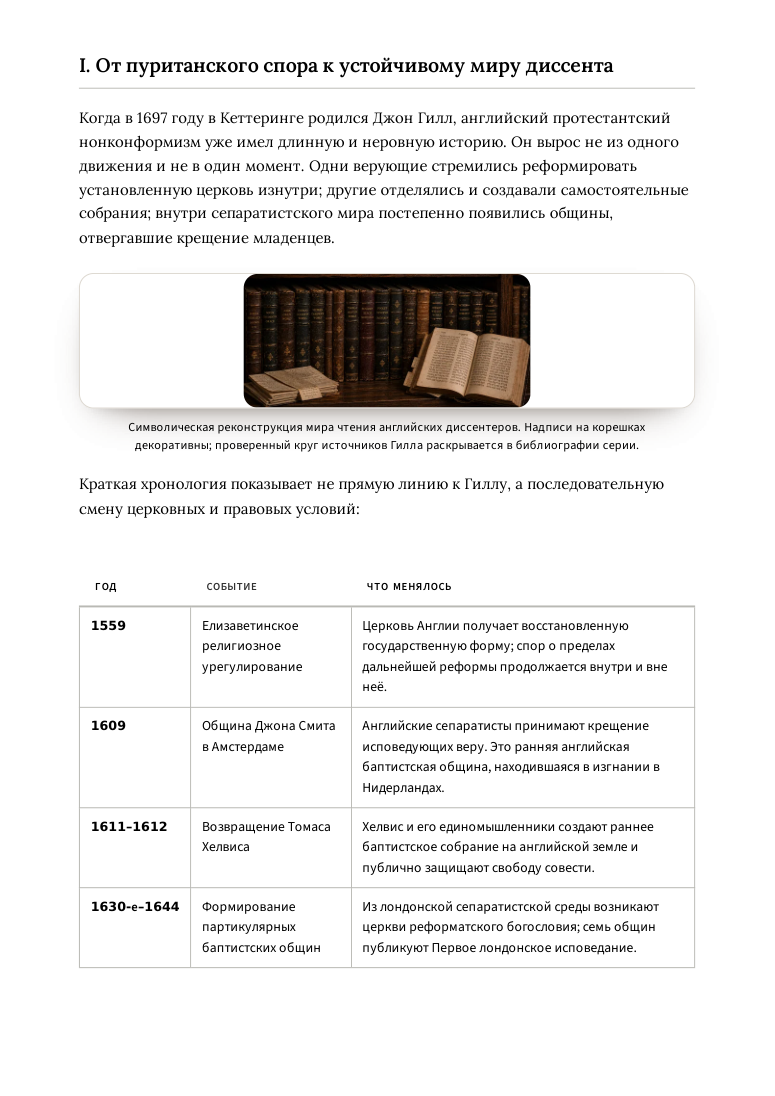 I. От пуританского спора к устойчивому миру диссента
Когда в 1697 году в Кеттеринге родился Джон Гилл, английский протестантский
нонконформизм уже имел длинную и неровную историю. Он вырос не из одного
движения и не в один момент. Одни верующие стремились реформировать
установленную церковь изнутри; другие отделялись и создавали самостоятельные
собрания; внутри сепаратистского мира постепенно появились общины,
отвергавшие крещение младенцев.
Символическая реконструкция мира чтения английских диссентеров. Надписи на корешках
декоративны; проверенный круг источников Гилла раскрывается в библиографии серии.
Краткая хронология показывает не прямую линию к Гиллу, а последовательную
смену церковных и правовых условий:
ГОД СОБЫТИЕ ЧТО МЕНЯЛОСЬ
1559
Елизаветинское
религиозное
урегулирование
Церковь Англии получает восстановленную
государственную форму; спор о пределах
дальнейшей реформы продолжается внутри и вне
неё.
1609
Община Джона Смита
в Амстердаме
Английские сепаратисты принимают крещение
исповедующих веру. Это ранняя английская
баптистская община, находившаяся в изгнании в
Нидерландах.
1611–1612
Возвращение Томаса
Хелвиса
Хелвис и его единомышленники создают раннее
баптистское собрание на английской земле и
публично защищают свободу совести.
1630-е–1644
Формирование
партикулярных
баптистских общин
Из лондонской сепаратистской среды возникают
церкви реформатского богословия; семь общин
публикуют Первое лондонское исповедание.